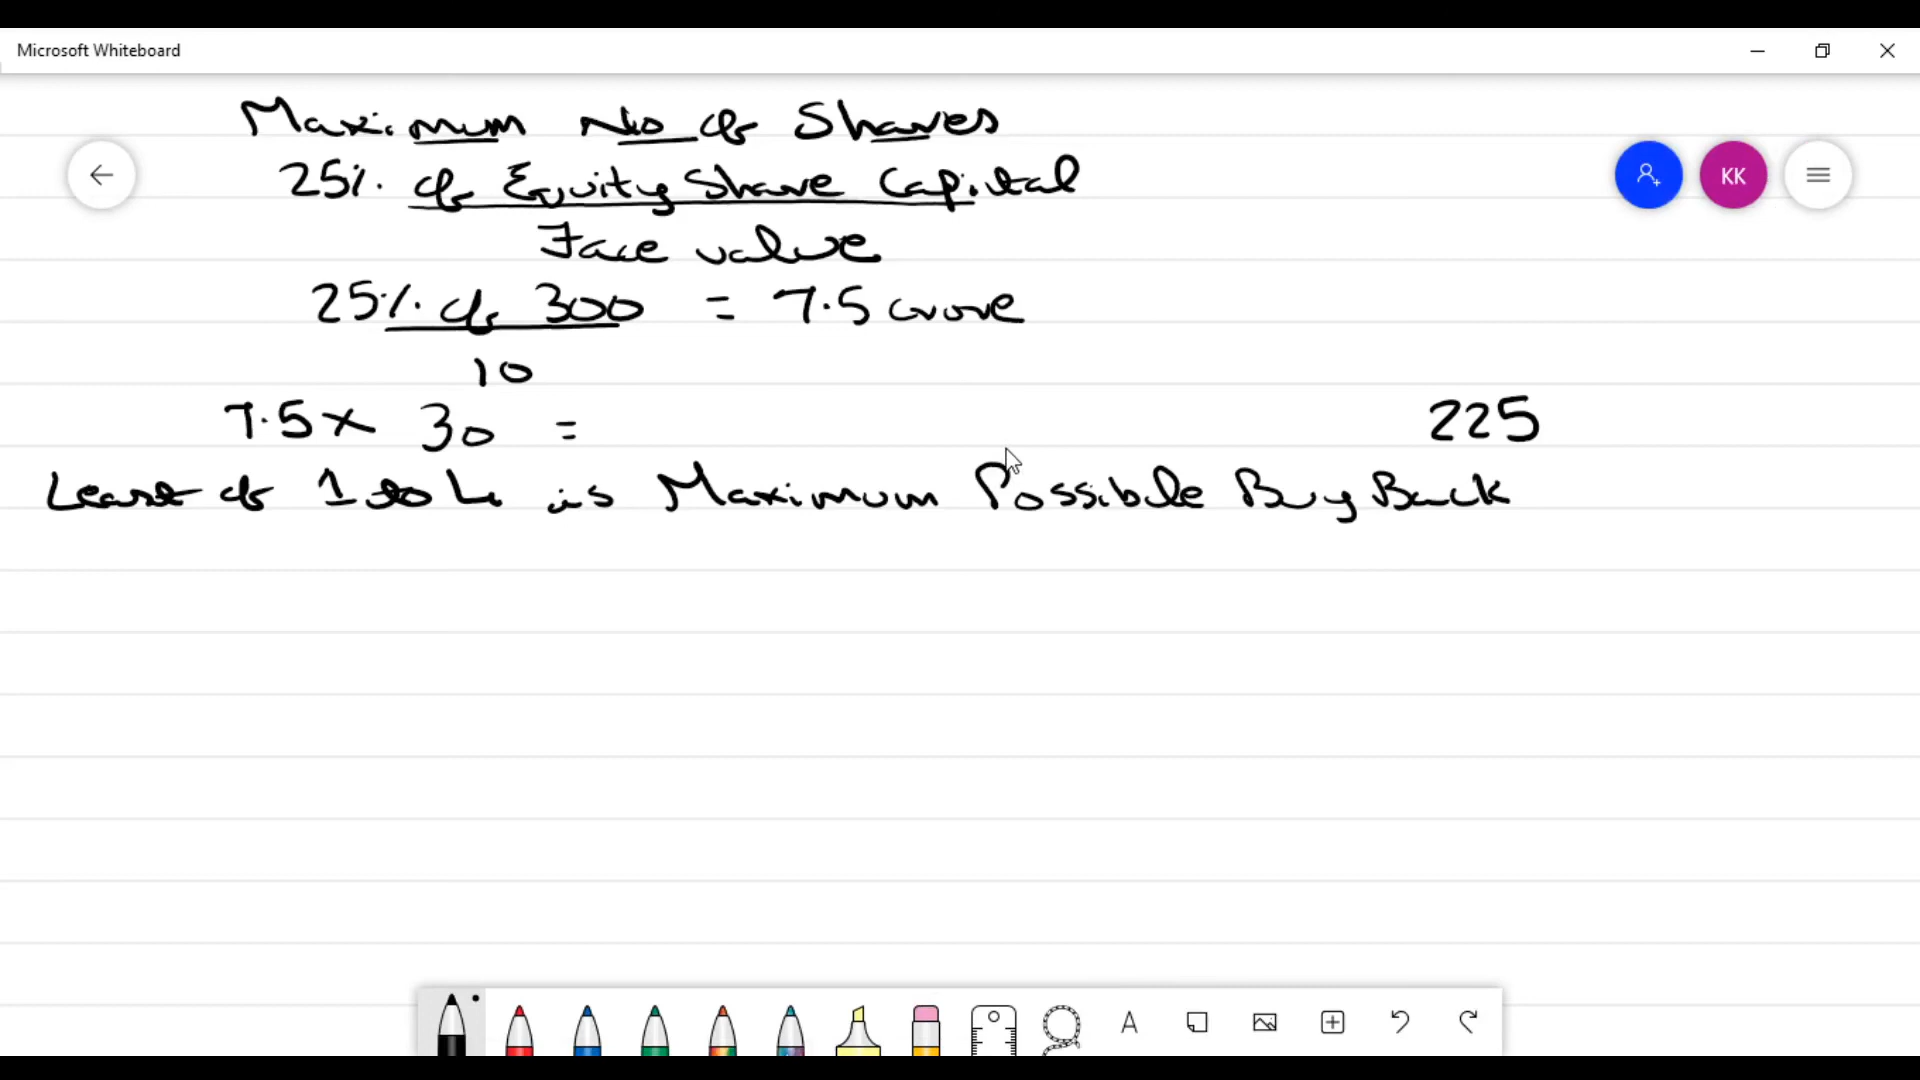 Microsoft Whiteboard
KK
Maximum No of Shares
25%. of Equity Share Capital
Face value
25%. of 300 = 7.5 crore
10
7.5 x 30 = 225
Least of 1 to 4 is Maximum Possible Buy Back
A